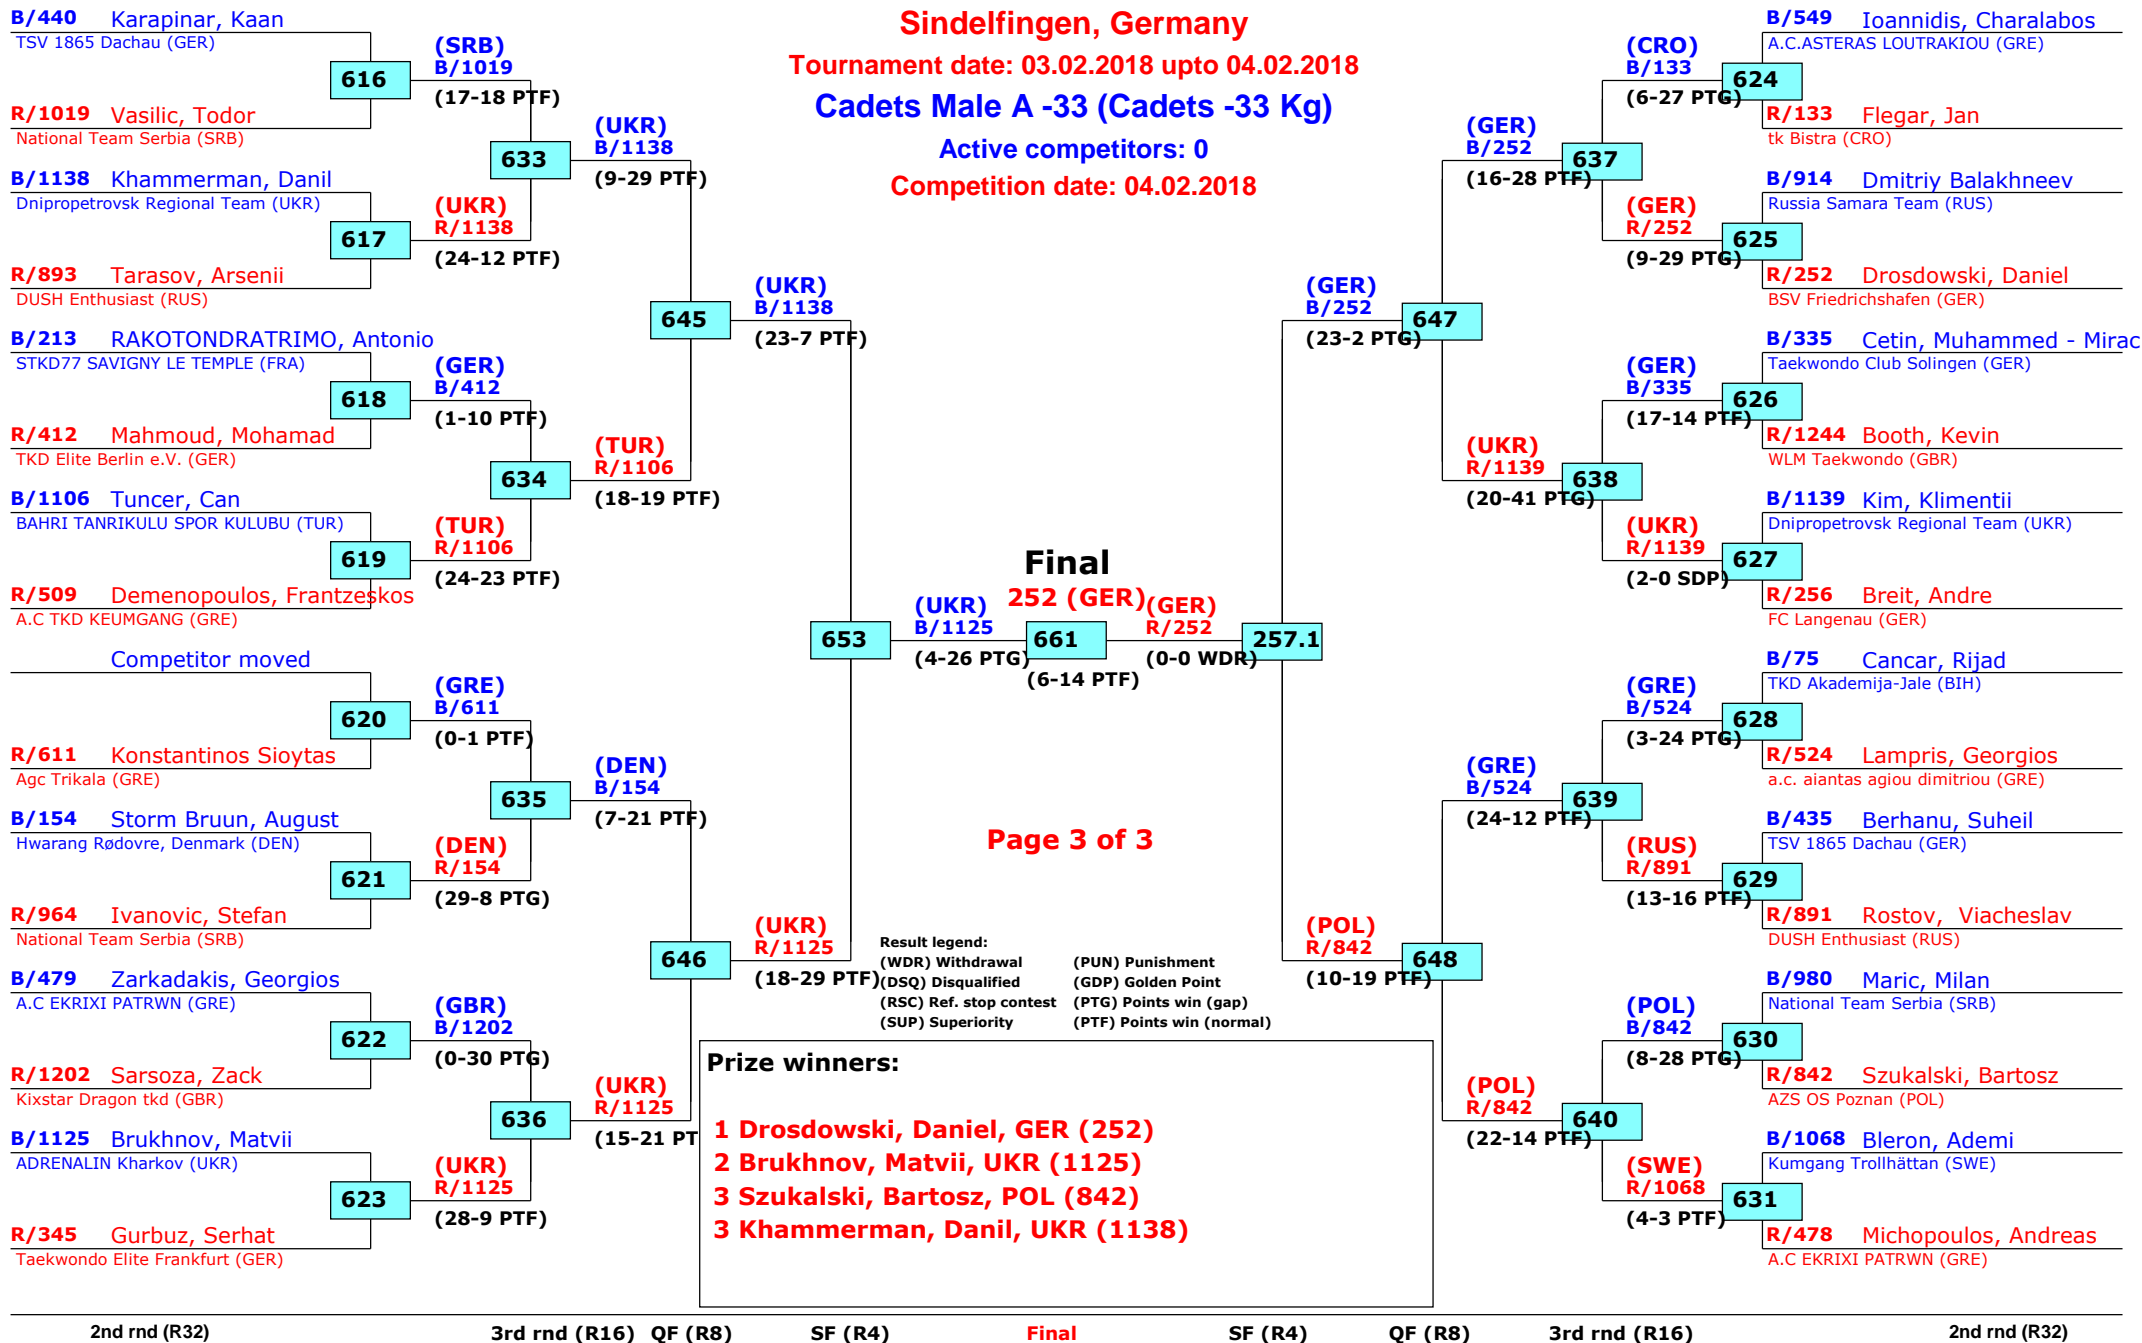 Sindelfingen, Germany
Tournament date: 03.02.2018 upto 04.02.2018
Cadets Male A -33 (Cadets -33 Kg)
Active competitors: 0
Competition date: 04.02.2018
B/440 Karapinar, Kaan
TSV 1865 Dachau (GER)
616
R/1019 Vasilic, Todor
National Team Serbia (SRB)
B/1138 Khammerman, Danil
Dnipropetrovsk Regional Team (UKR)
617
R/893 Tarasov, Arsenii
DUSH Enthusiast (RUS)
B/213 RAKOTONDRATRIMO, Antonio
STKD77 SAVIGNY LE TEMPLE (FRA)
618
R/412 Mahmoud, Mohamad
TKD Elite Berlin e.V. (GER)
B/1106 Tuncer, Can
BAHRI TANRIKULU SPOR KULUBU (TUR)
619
R/509 Demenopoulos, Frantzeskos
A.C TKD KEUMGANG (GRE)
Competitor moved
620
R/611 Konstantinos Sioytas
Agc Trikala (GRE)
B/154 Storm Bruun, August
Hwarang Rødovre, Denmark (DEN)
621
R/964 Ivanovic, Stefan
National Team Serbia (SRB)
B/479 Zarkadakis, Georgios
A.C EKRIXI PATRWN (GRE)
622
R/1202 Sarsoza, Zack
Kixstar Dragon tkd (GBR)
B/1125 Brukhnov, Matvii
ADRENALIN Kharkov (UKR)
623
R/345 Gurbuz, Serhat
Taekwondo Elite Frankfurt (GER)
(SRB)
B/1019
(17-18 PTF)
633
(UKR)
R/1138
(24-12 PTF)
(GER)
B/412
(1-10 PTF)
634
(TUR)
R/1106
(24-23 PTF)
(GRE)
B/611
(0-1 PTF)
635
(DEN)
R/154
(29-8 PTG)
(GBR)
B/1202
(0-30 PTG)
636
(UKR)
R/1125
(28-9 PTF)
(UKR)
B/1138
(9-29 PTF)
645
(TUR)
R/1106
(18-19 PTF)
(DEN)
B/154
(7-21 PTF)
646
(UKR)
R/1125
(15-21 PT
(UKR)
B/1138
(23-7 PTF)
653
(UKR)
R/1125
(18-29 PTF)
(UKR)
B/1125
(4-26 PTG)
Final
252 (GER)
661
(6-14 PTF)
(GER)
R/252
(0-0 WDR)
257.1
Page 3 of 3
(GER)
B/252
(23-2 PTG)
647
(POL)
R/842
(10-19 PTF)
648
(GER)
B/252
(16-28 PTF)
637
(UKR)
R/1139
(20-41 PTG)
638
(GRE)
B/524
(24-12 PTF)
639
(POL)
R/842
(22-14 PTF)
640
(CRO)
B/133
(6-27 PTG)
(GER)
R/252
(9-29 PTG)
(GER)
B/335
(17-14 PTF)
(UKR)
R/1139
(2-0 SDP)
(GRE)
B/524
(3-24 PTG)
(RUS)
R/891
(13-16 PTF)
(POL)
B/842
(8-28 PTG)
(SWE)
R/1068
(4-3 PTF)
B/549 Ioannidis, Charalabos
A.C.ASTERAS LOUTRAKIOU (GRE)
624
R/133 Flegar, Jan
tk Bistra (CRO)
B/914 Dmitriy Balakhneev
Russia Samara Team (RUS)
625
R/252 Drosdowski, Daniel
BSV Friedrichshafen (GER)
B/335 Cetin, Muhammed - Mirac
Taekwondo Club Solingen (GER)
626
R/1244 Booth, Kevin
WLM Taekwondo (GBR)
B/1139 Kim, Klimentii
Dnipropetrovsk Regional Team (UKR)
627
R/256 Breit, Andre
FC Langenau (GER)
B/75 Cancar, Rijad
TKD Akademija-Jale (BIH)
628
R/524 Lampris, Georgios
a.c. aiantas agiou dimitriou (GRE)
B/435 Berhanu, Suheil
TSV 1865 Dachau (GER)
629
R/891 Rostov, Viacheslav
DUSH Enthusiast (RUS)
B/980 Maric, Milan
National Team Serbia (SRB)
630
R/842 Szukalski, Bartosz
AZS OS Poznan (POL)
B/1068 Bleron, Ademi
Kumgang Trollhättan (SWE)
631
R/478 Michopoulos, Andreas
A.C EKRIXI PATRWN (GRE)
Result legend:
(WDR) Withdrawal (PUN) Punishment
(DSQ) Disqualified (GDP) Golden Point
(RSC) Ref. stop contest (PTG) Points win (gap)
(SUP) Superiority (PTF) Points win (normal)
Prize winners:
1 Drosdowski, Daniel, GER (252)
2 Brukhnov, Matvii, UKR (1125)
3 Szukalski, Bartosz, POL (842)
3 Khammerman, Danil, UKR (1138)
2nd rnd (R32) 3rd rnd (R16) QF (R8) SF (R4) Final SF (R4) QF (R8) 3rd rnd (R16) 2nd rnd (R32)